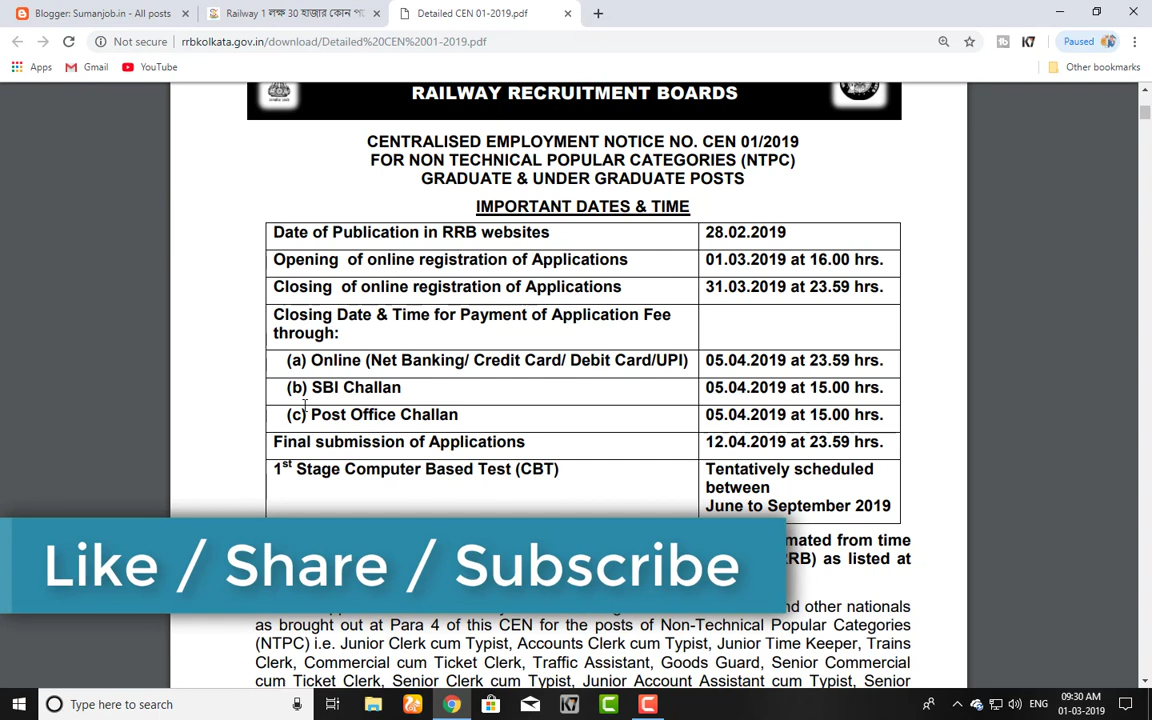 Blogger: Sumanjob.in - All posts
Railway 1 লক্ষ 30 হাজার কোন প
Detailed CEN 01-2019.pdf
Not secure
rrbkolkata.gov.in/download/Detailed%20CEN%2001-2019.pdf
Paused
Apps
Gmail
YouTube
Other bookmarks
RAILWAY RECRUITMENT BOARDS
CENTRALISED EMPLOYMENT NOTICE NO. CEN 01/2019
FOR NON TECHNICAL POPULAR CATEGORIES (NTPC)
GRADUATE & UNDER GRADUATE POSTS
IMPORTANT DATES & TIME
Date of Publication in RRB websites 28.02.2019
Opening of online registration of Applications 01.03.2019 at 16.00 hrs.
Closing of online registration of Applications 31.03.2019 at 23.59 hrs.
Closing Date & Time for Payment of Application Fee
through:
(a) Online (Net Banking/ Credit Card/ Debit Card/UPI) 05.04.2019 at 23.59 hrs.
(b) SBI Challan 05.04.2019 at 15.00 hrs.
(c) Post Office Challan 05.04.2019 at 15.00 hrs.
Final submission of Applications 12.04.2019 at 23.59 hrs.
1st Stage Computer Based Test (CBT) Tentatively scheduled
between
June to September 2019
mated from time
RRB) as listed at
Like / Share / Subscribe
nd other nationals
as brought out at Para 4 of this CEN for the posts of Non-Technical Popular Categories
(NTPC) i.e. Junior Clerk cum Typist, Accounts Clerk cum Typist, Junior Time Keeper, Trains
Clerk, Commercial cum Ticket Clerk, Traffic Assistant, Goods Guard, Senior Commercial
cum Ticket Clerk, Senior Clerk cum Typist, Junior Account Assistant cum Typist, Senior
Type here to search
ENG
09:30 AM
01-03-2019